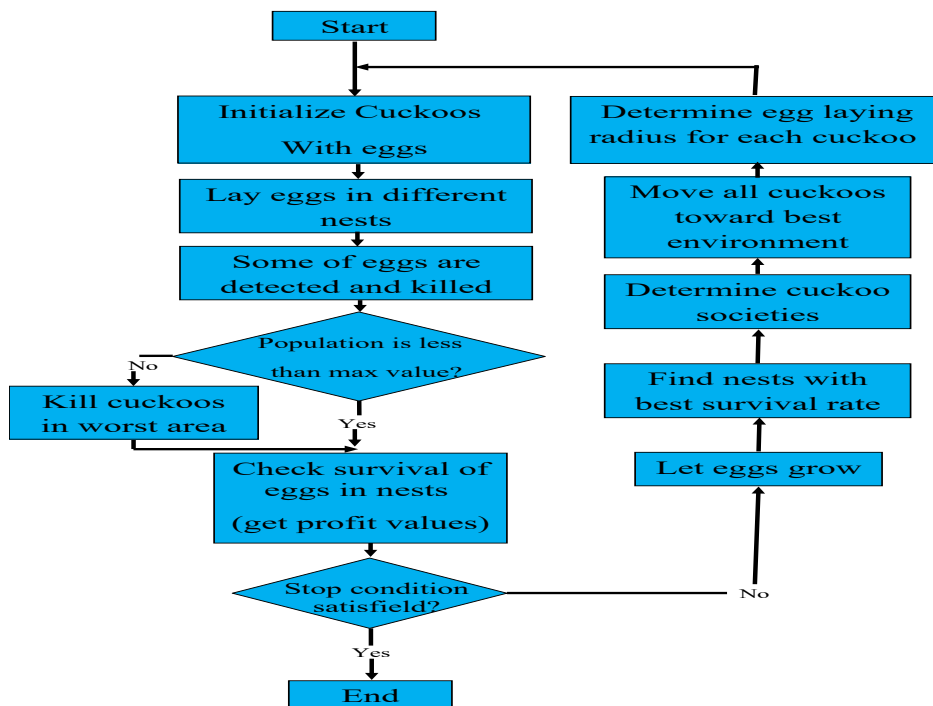 Start
Initialize Cuckoos
With eggs
Lay eggs in different
nests
Some of eggs are
detected and killed
Population is less
than max value?
No
Kill cuckoos
in worst area
Yes
Check survival of
eggs in nests
(get profit values)
Stop condition
satisfield?
Yes
End
No
Let eggs grow
Find nests with
best survival rate
Determine cuckoo
societies
Move all cuckoos
toward best
environment
Determine egg laying
radius for each cuckoo